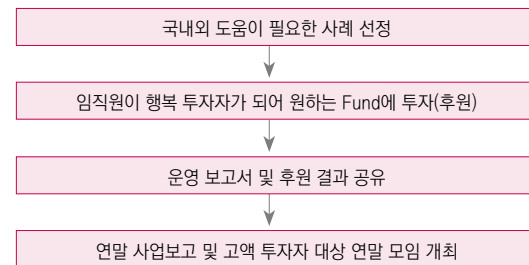 국내외 도움이 필요한 사례 선정
임직원이 행복 투자자가 되어 원하는 Fund에 투자(후원)
운영 보고서 및 후원 결과 공유
연말 사업보고 및 고액 투자자 대상 연말 모임 개최